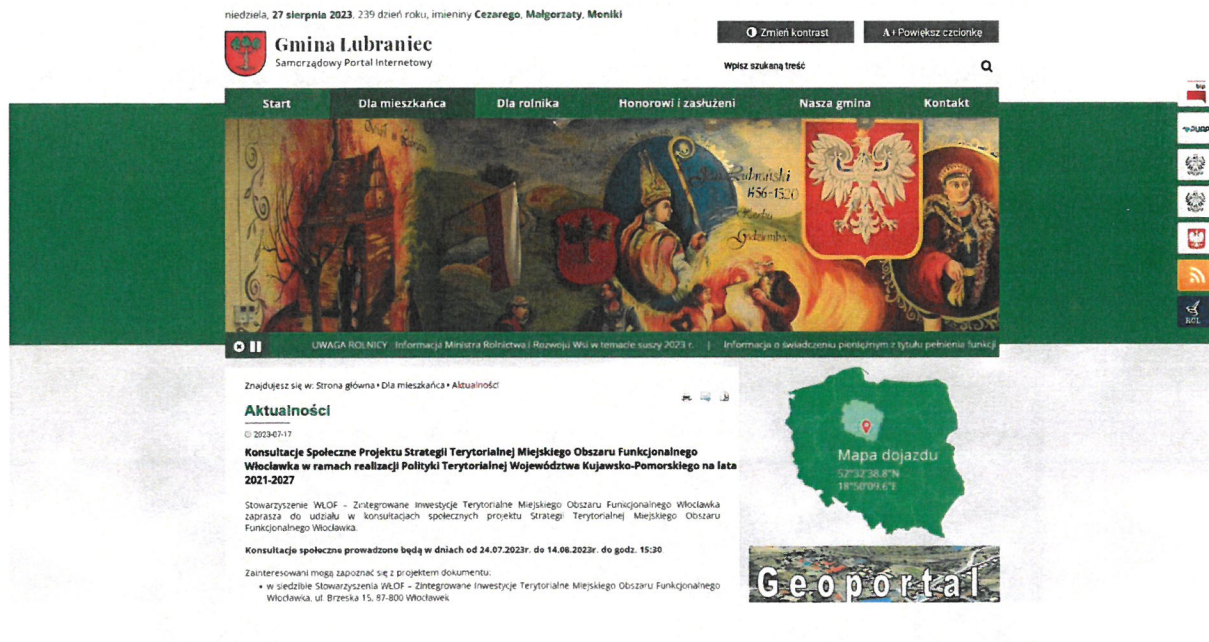 niedziela, 27 sierpnia 2023, 239 dzień roku, imieniny Cezarego, Małgorzaty, Moniki
Gmina Lubraniec
Samorządowy Portal Internetowy
Zmień kontrast
A+ Powiększ czcionkę
Wpisz szukaną treść
Start
Dla mieszkańca
Dla rolnika
Honorowi i zasłużeni
Nasza gmina
Kontakt
bip
Lubrański
1456-1520
Herbu
Godziemba
RCL
UWAGA ROLNICY Informacja Ministra Rolnictwa i Rozwoju Wsi w temacie suszy 2023 r. | Informacja o świadczeniu pieniężnym z tytułu pełnienia funkcji
Znajdujesz się w: Strona główna › Dla mieszkańca › Aktualności
Aktualności
2023-07-17
Konsultacje Społeczne Projektu Strategii Terytorialnej Miejskiego Obszaru Funkcjonalnego
Włocławka w ramach realizacji Polityki Terytorialnej Województwa Kujawsko-Pomorskiego na lata
2021-2027
Stowarzyszenie WŁOF – Zintegrowane Inwestycje Terytorialne Miejskiego Obszaru Funkcjonalnego Włocławka
zaprasza do udziału w konsultacjach społecznych projektu Strategi Terytorialnej Miejskiego Obszaru
Funkcjonalnego Włocławka.
Konsultacje społeczne prowadzone będą w dniach od 24.07.2023r. do 14.08.2023r. do godz. 15:30
Zainteresowani mogą zapoznać się z projektem dokumentu:
• w siedzibie Stowarzyszenia WŁOF – Zintegrowane Inwestycje Terytorialne Miejskiego Obszaru Funkcjonalnego
Włocławka, ul. Brzeska 15, 87-800 Włocławek
Mapa dojazdu
52°32'38.8"N
18°50'09.6"E
Geoportal